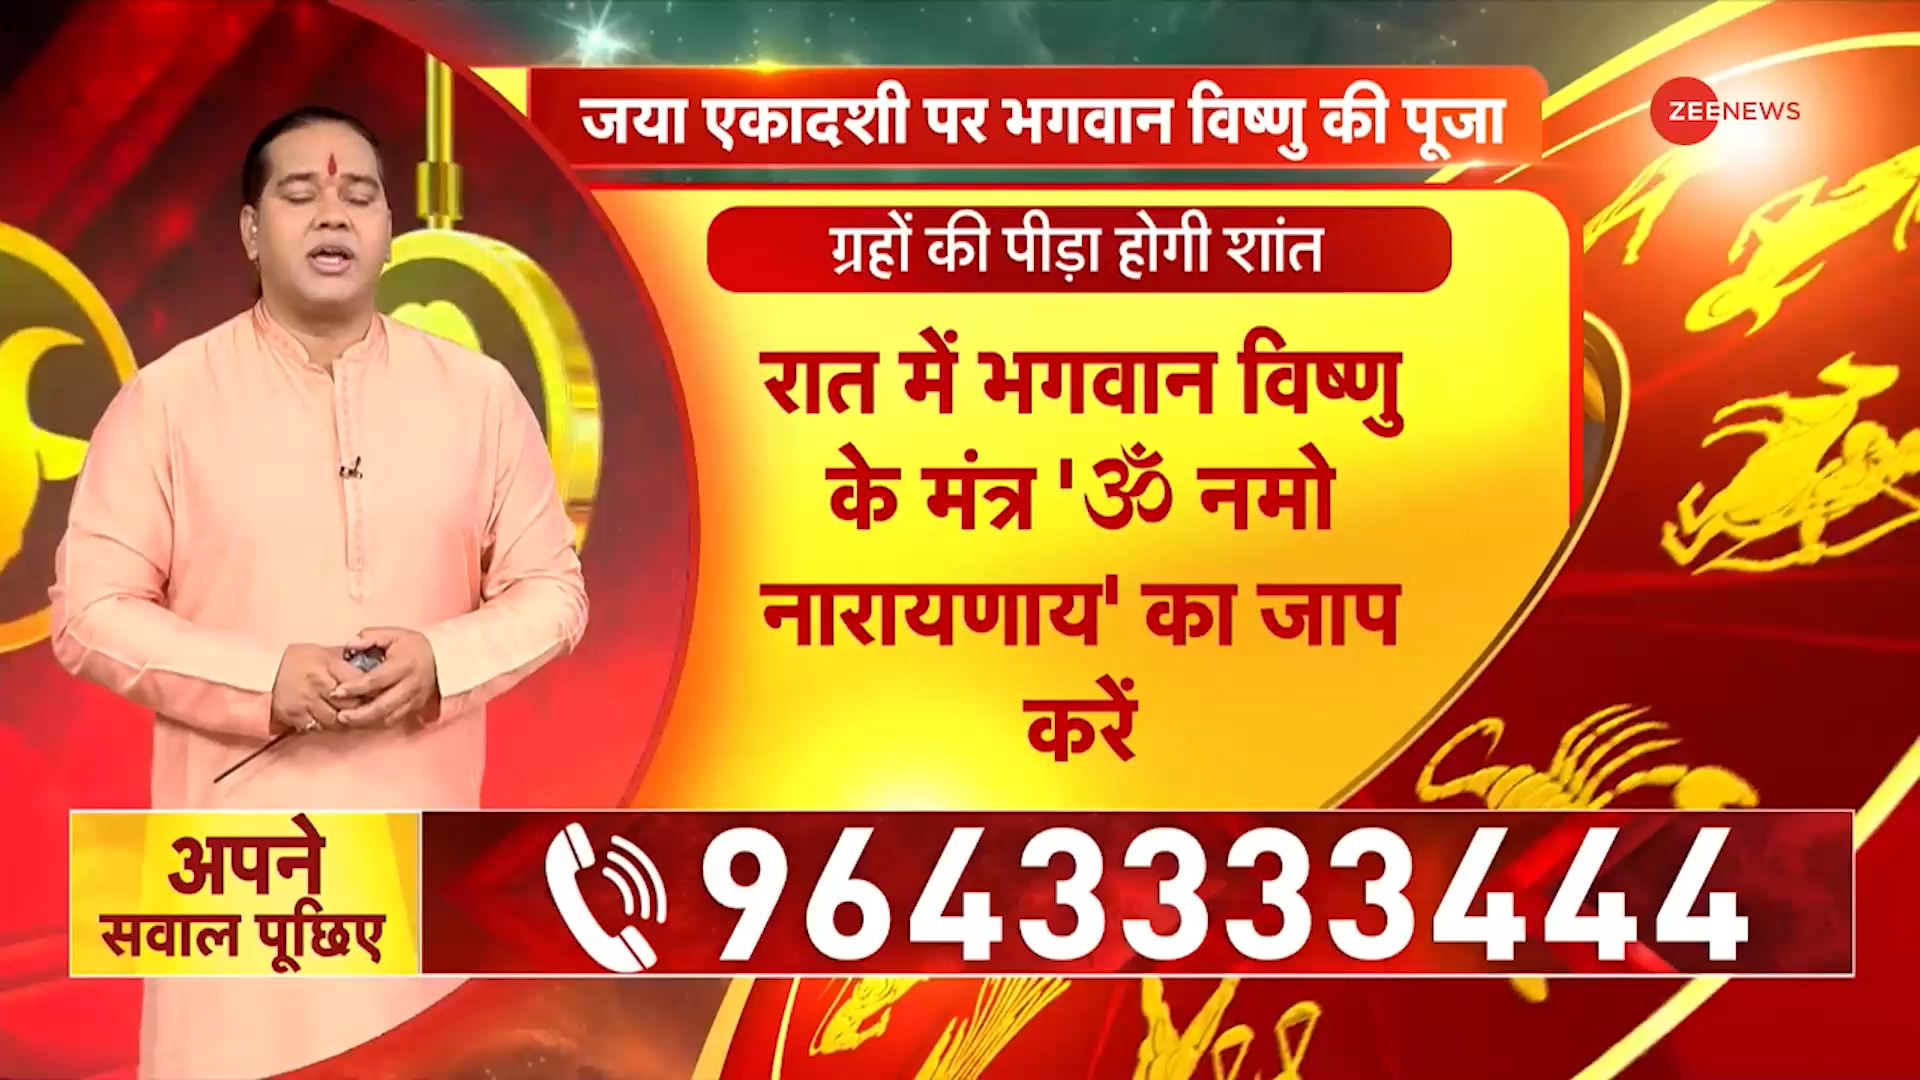 जया एकादशी पर भगवान विष्णु की पूजा
ZEENEWS
ग्रहों की पीड़ा होगी शांत
रात में भगवान विष्णु
के मंत्र 'ॐ नमो
नारायणाय' का जाप
करें
अपने
सवाल पूछिए
9643333444